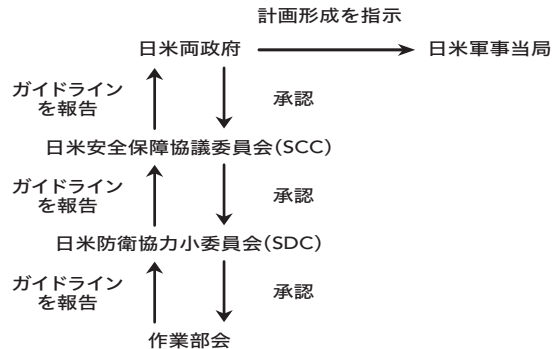 計画形成を指示
日米両政府
日米軍事当局
ガイドライン
を報告
承認
日米安全保障協議委員会(SCC)
ガイドライン
を報告
承認
日米防衛協力小委員会(SDC)
ガイドライン
を報告
承認
作業部会